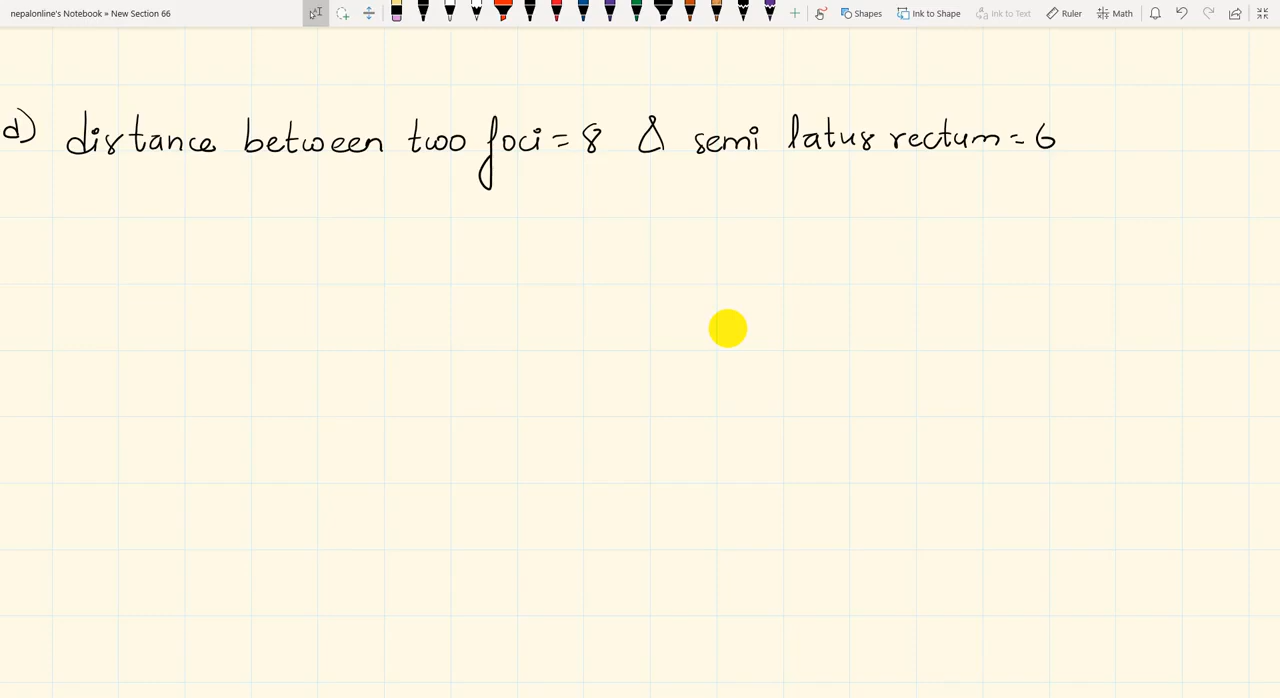 nepalonline's Notebook » New Section 66
Shapes Ink to Shape Ink to Text Ruler Math
d) distance between two foci = 8 & semi latus rectum = 6